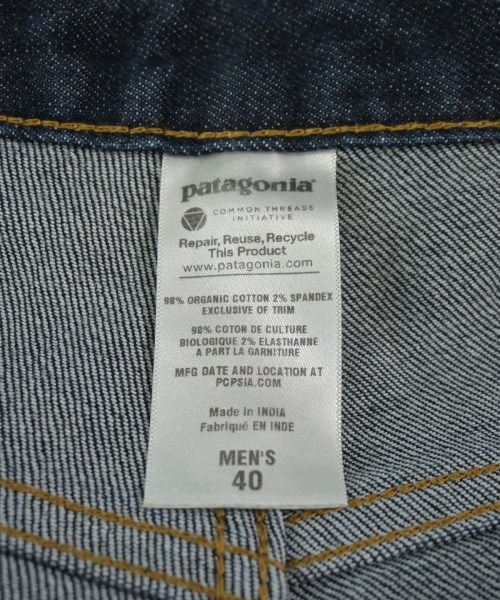 patagonia®
COMMON THREADS
INITIATIVE
Repair, Reuse, Recycle
This Product
www.patagonia.com
98% ORGANIC COTTON 2% SPANDEX
EXCLUSIVE OF TRIM
98% COTON DE CULTURE
BIOLOGIQUE 2% ELASTHANNE
A PART LA GARNITURE
MFG DATE AND LOCATION AT
PCPSIA.COM
Made in INDIA
Fabriqué EN INDE
MEN'S
40